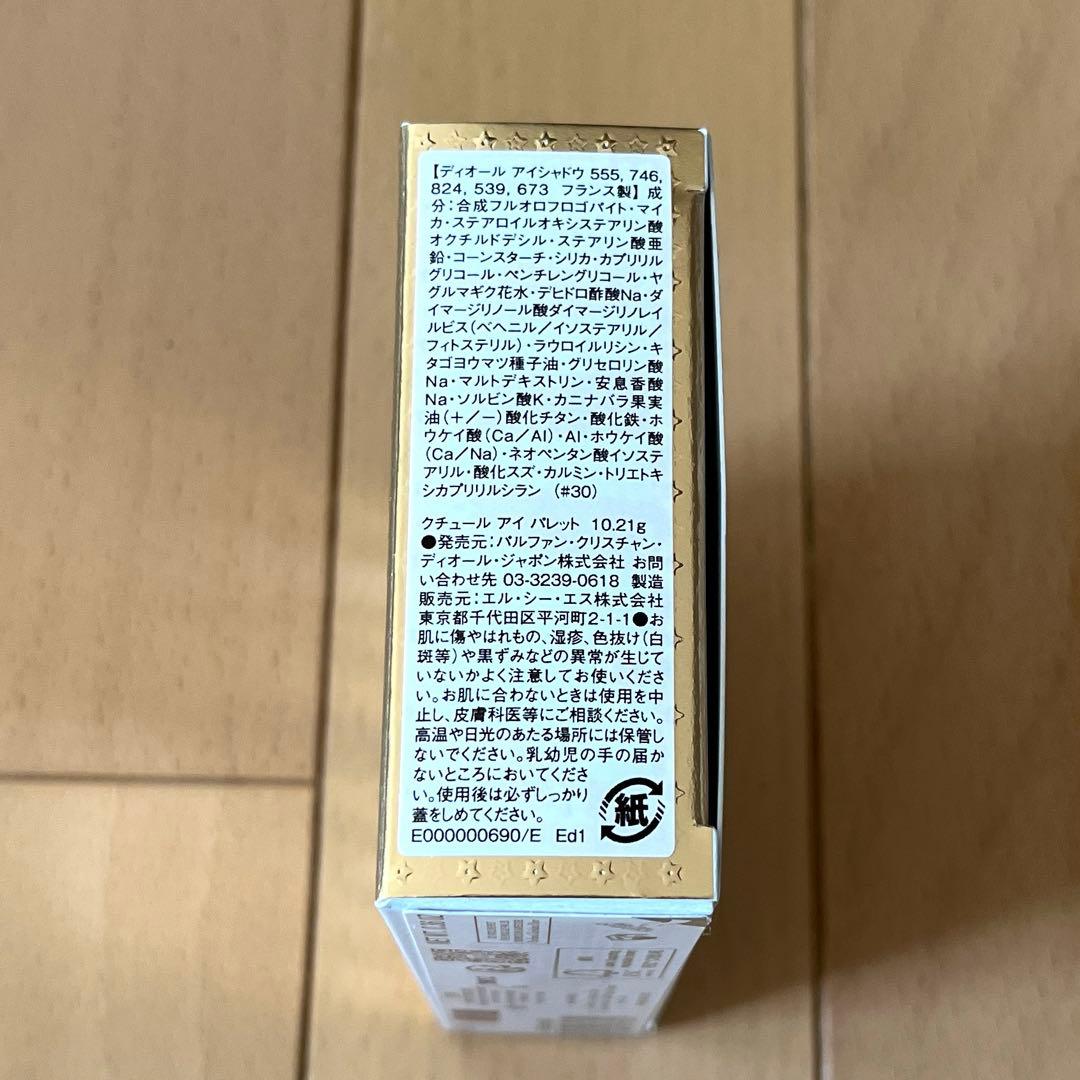 【ディオール アイシャドウ 555, 746,
824, 539, 673 フランス製】 成
分：合成フルオロフロゴパイト・マイ
カ・ステアロイルオキシステアリン酸
オクチルドデシル・ステアリン酸亜
鉛・コーンスターチ・シリカ・カプリリル
グリコール・ペンチレングリコール・ヤ
グルマギク花水・デヒドロ酢酸Na・ダ
イマージリノール酸ダイマージリノレイ
ルビス（ベヘニル／イソステアリル／
フィトステリル）・ラウロイルリシン・キ
タゴヨウマツ種子油・グリセロリン酸
Na・マルトデキストリン・安息香酸
Na・ソルビン酸K・カニナバラ果実
油（＋／－）酸化チタン・酸化鉄・ホ
ウケイ酸（Ca／Al）・Al・ホウケイ酸
（Ca／Na）・ネオペンタン酸イソステ
アリル・酸化スズ・カルミン・トリエトキ
シカプリリルシラン （#30）
クチュール アイ パレット 10.21g
●発売元：パルファン・クリスチャン・
ディオール・ジャポン株式会社 お問
い合わせ先 03-3239-0618 製造
販売元：エル・シー・エス株式会社
東京都千代田区平河町2-1-1●お
肌に傷やはれもの、湿疹、色抜け（白
斑等）や黒ずみなどの異常が生じて
いないかよく注意してお使いくださ
い。お肌に合わないときは使用を中
止し、皮膚科医等にご相談ください。
高温や日光のあたる場所には保管し
ないでください。乳幼児の手の届か
ないところにおいてくださ
い。使用後は必ずしっかり
蓋をしめてください。
紙
E000000690/E Ed1